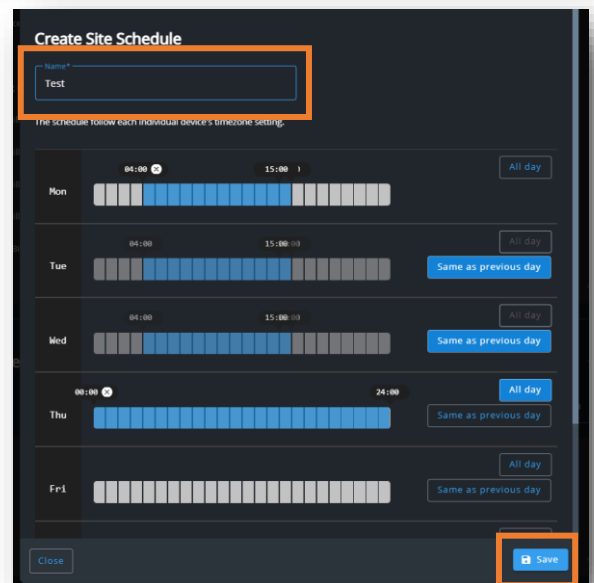 Create Site Schedule
Name*
Test
The schedule follow each individual device's timezone setting.
04:00 15:00 All day
Mon
04:00 15:00 All day
Tue Same as previous day
04:00 15:00 All day
Wed Same as previous day
00:00 24:00 All day
Thu Same as previous day
All day
Fri Same as previous day
Close Save